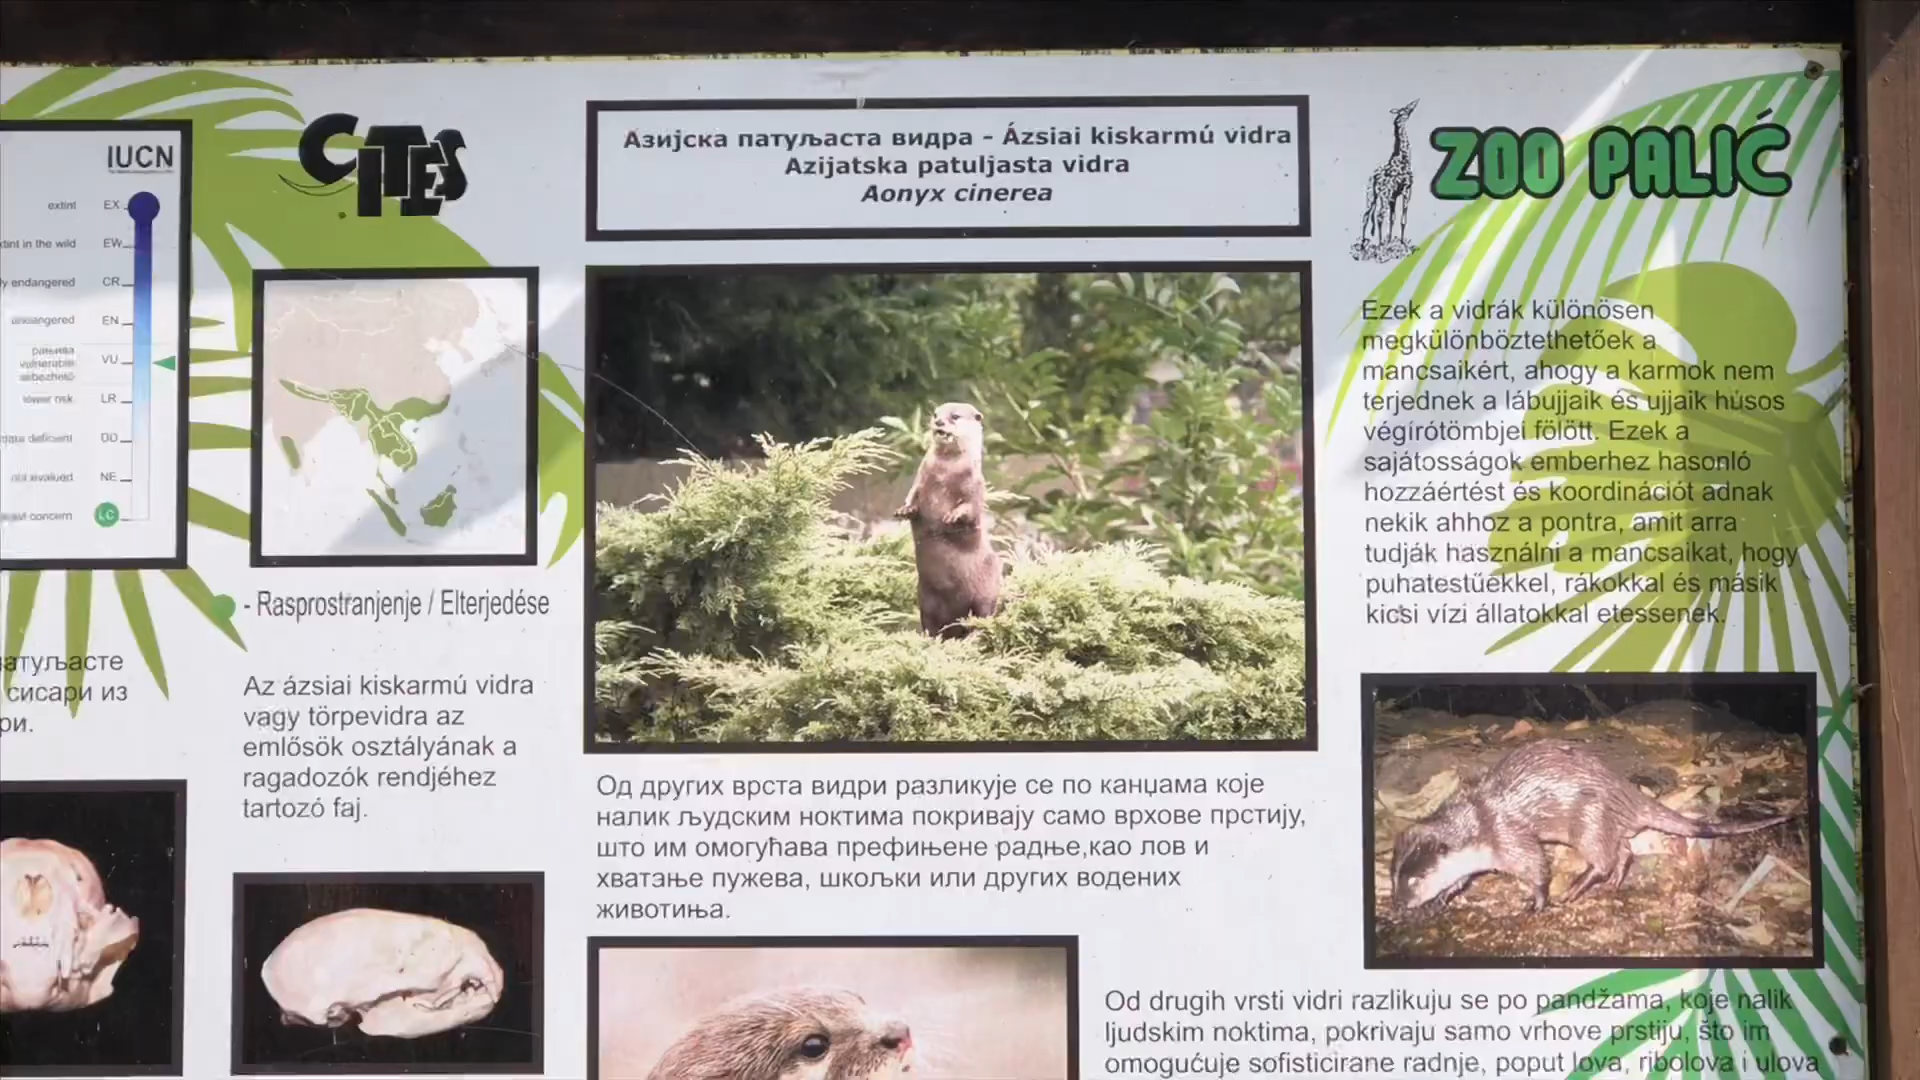 IUCN
extint EX
EW
CR
EN
VU
LR
DD
NE
LC
CITES
Азијска патуљаста видра - Ázsiai kiskarmú vidra
Azijatska patuljasta vidra
Aonyx cinerea
ZOO PALIĆ
- Rasprostranjenje / Elterjedése
сисари из
Az ázsiai kiskarmú vidra
vagy törpevidra az
emlősök osztályának a
ragadozók rendjéhez
tartozó faj.
Од других врста видри разликује се по канџама које
налик људским ноктима покривају само врхове прстију,
што им омогућава префињене радње,као лов и
хватање пужева, шкољки или других водених
животиња.
Ezek a vidrák különösen
megkülönböztethetőek a
mancsaikért, ahogy a karmok nem
terjednek a lábujjaik és ujjaik húsos
végírótömbjei fölött. Ezek a
sajátosságok emberhez hasonló
hozzáértést és koordinációt adnak
nekik ahhoz a pontra, amit arra
tudják használni a mancsaikat, hogy
puhatestűekkel, rákokkal és másik
kicsi vízi állatokkal etessenek.
Od drugih vrsti vidri razlikuju se po pandžama, koje nalik
ljudskim noktima, pokrivaju samo vrhove prstiju, što im
omogućuje sofisticirane radnje, poput lova, ribolova i ulova